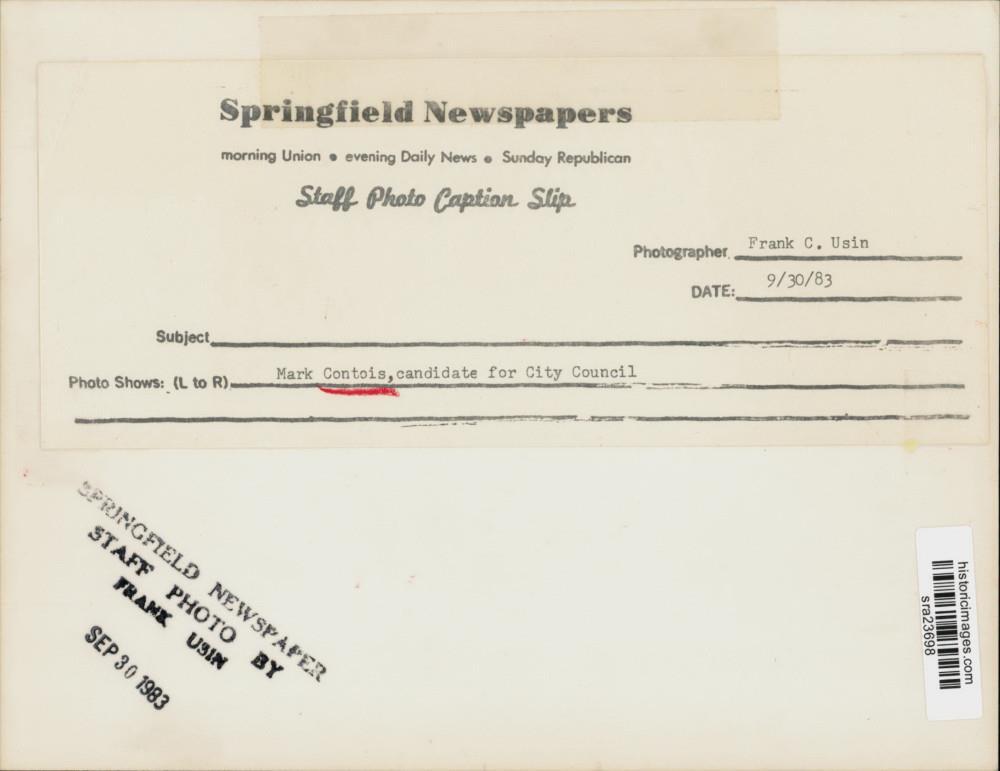 Springfield Newspapers
morning Union • evening Daily News • Sunday Republican
Staff Photo Caption Slip
Photographer Frank C. Usin
DATE: 9/30/83
Subject
Photo Shows: (L to R) Mark Contois,candidate for City Council
SPRINGFIELD NEWSPAPER
STAFF PHOTO BY
FRANK USIN
SEP 30 1983
historicimages.com
sra23698